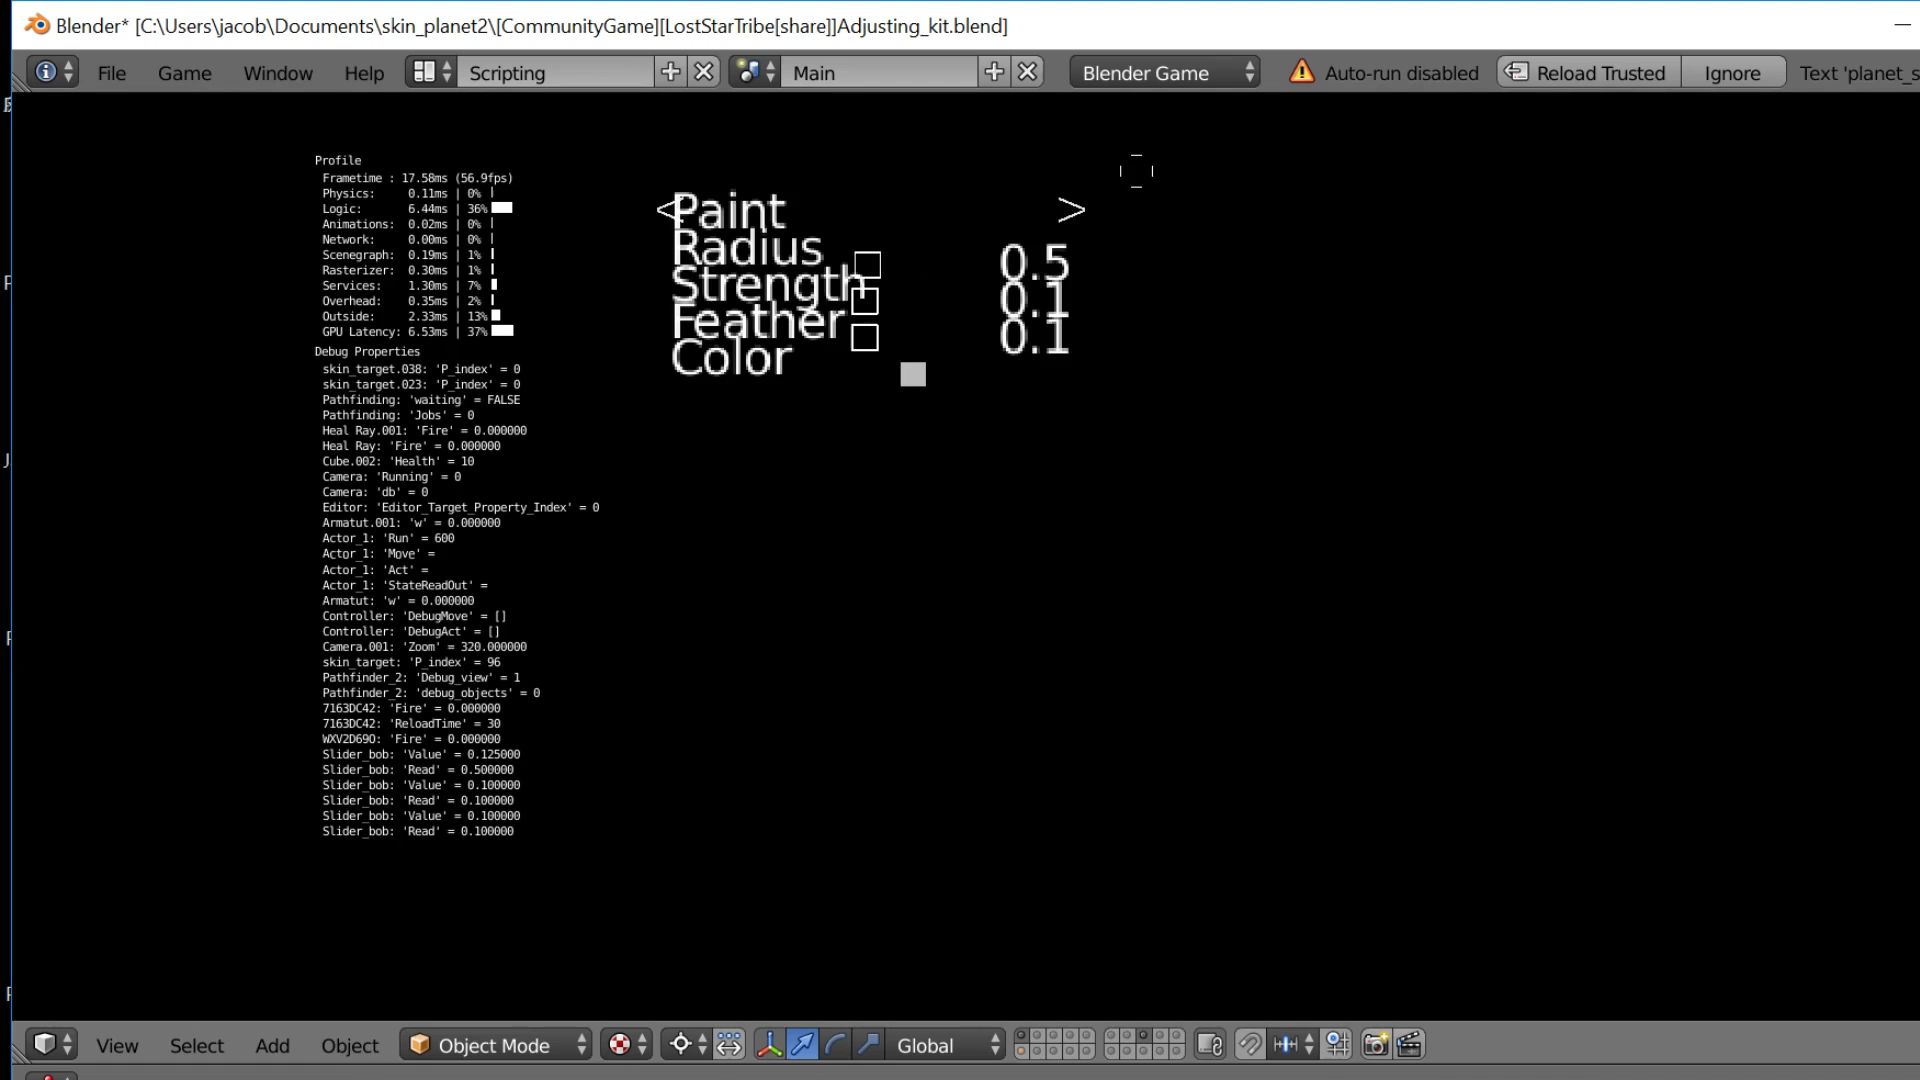 Blender* [C:\Users\jacob\Documents\skin_planet2\[CommunityGame][LostStarTribe[share]]Adjusting_kit.blend]
File Game Window Help Scripting Main Blender Game Auto-run disabled Reload Trusted Ignore Text 'planet_s
Profile
Frametime : 17.58ms (56.9fps)
Physics: 0.11ms | 0%
Logic: 6.44ms | 36%
Animations: 0.02ms | 0%
Network: 0.00ms | 0%
Scenegraph: 0.19ms | 1%
Rasterizer: 0.30ms | 1%
Services: 1.30ms | 7%
Overhead: 0.35ms | 2%
Outside: 2.33ms | 13%
GPU Latency: 6.53ms | 37%
Debug Properties
skin_target.038: 'P_index' = 0
skin_target.023: 'P_index' = 0
Pathfinding: 'waiting' = FALSE
Pathfinding: 'Jobs' = 0
Heal Ray.001: 'Fire' = 0.000000
Heal Ray: 'Fire' = 0.000000
Cube.002: 'Health' = 10
Camera: 'Running' = 0
Camera: 'db' = 0
Editor: 'Editor_Target_Property_Index' = 0
Armatut.001: 'w' = 0.000000
Actor_1: 'Run' = 600
Actor_1: 'Move' =
Actor_1: 'Act' =
Actor_1: 'StateReadOut' =
Armatut: 'w' = 0.000000
Controller: 'DebugMove' = []
Controller: 'DebugAct' = []
Camera.001: 'Zoom' = 320.000000
skin_target: 'P_index' = 96
Pathfinder_2: 'Debug_view' = 1
Pathfinder_2: 'debug_objects' = 0
7163DC42: 'Fire' = 0.000000
7163DC42: 'ReloadTime' = 30
WXV2D69O: 'Fire' = 0.000000
Slider_bob: 'Value' = 0.125000
Slider_bob: 'Read' = 0.500000
Slider_bob: 'Value' = 0.100000
Slider_bob: 'Read' = 0.100000
Slider_bob: 'Value' = 0.100000
Slider_bob: 'Read' = 0.100000
< Paint >
Radius 0.5
Strength 0.1
Feather 0.1
Color
View Select Add Object Object Mode Global